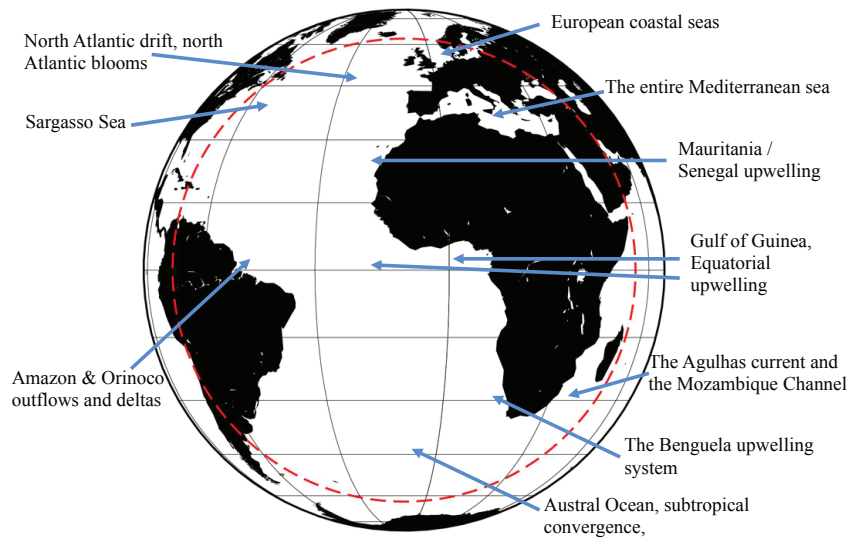 European coastal seas
North Atlantic drift, north
Atlantic blooms
The entire Mediterranean sea
Sargasso Sea
Mauritania /
Senegal upwelling
Gulf of Guinea,
Equatorial
upwelling
Amazon & Orinoco
outflows and deltas
The Agulhas current and
the Mozambique Channel
The Benguela upwelling
system
Austral Ocean, subtropical
convergence,